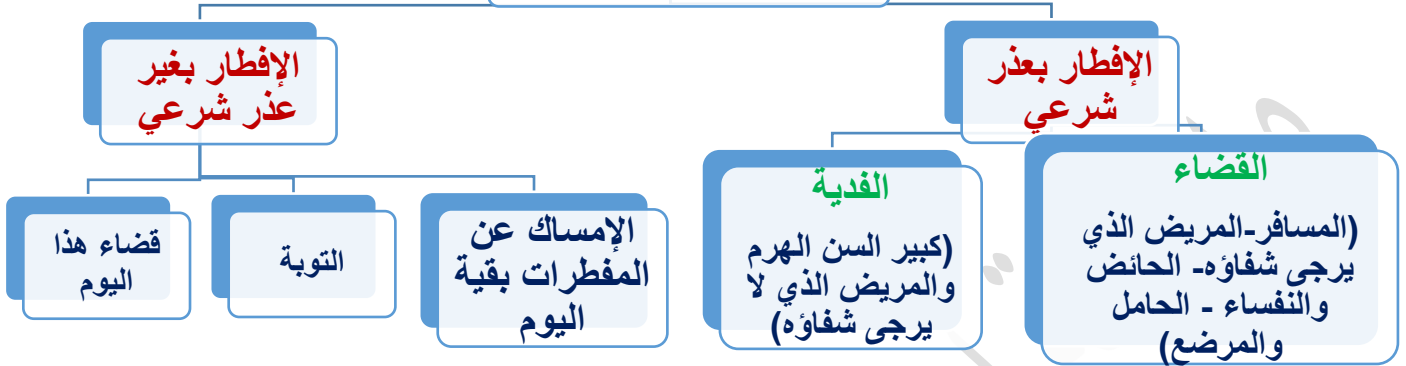 الإفطار بعذر
شرعي
القضاء
(المسافر-المريض الذي
يرجى شفاؤه- الحائض
والنفساء - الحامل
والمرضع)
الفدية
(كبير السن الهرم
والمريض الذي لا
يرجى شفاؤه)
الإفطار بغير
عذر شرعي
الإمساك عن
المفطرات بقية
اليوم
التوبة
قضاء هذا
اليوم